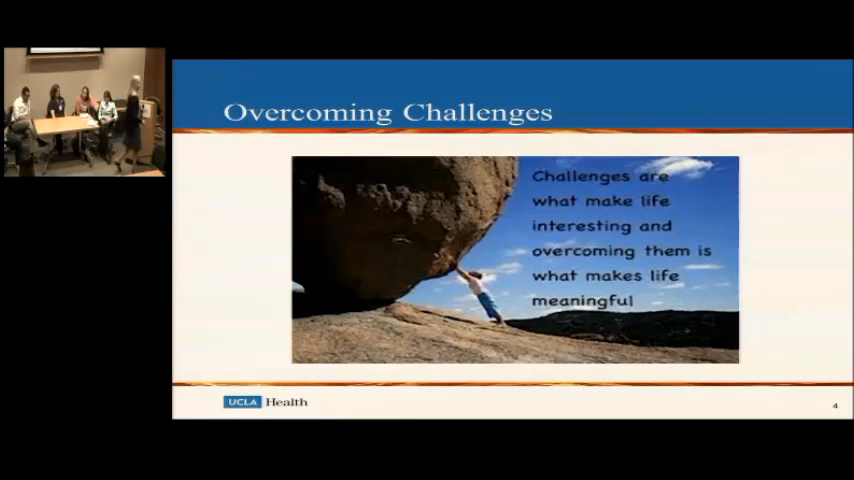 Overcoming Challenges
Challenges are
what make life
interesting and
overcoming them is
what makes life
meaningful
UCLA Health
4